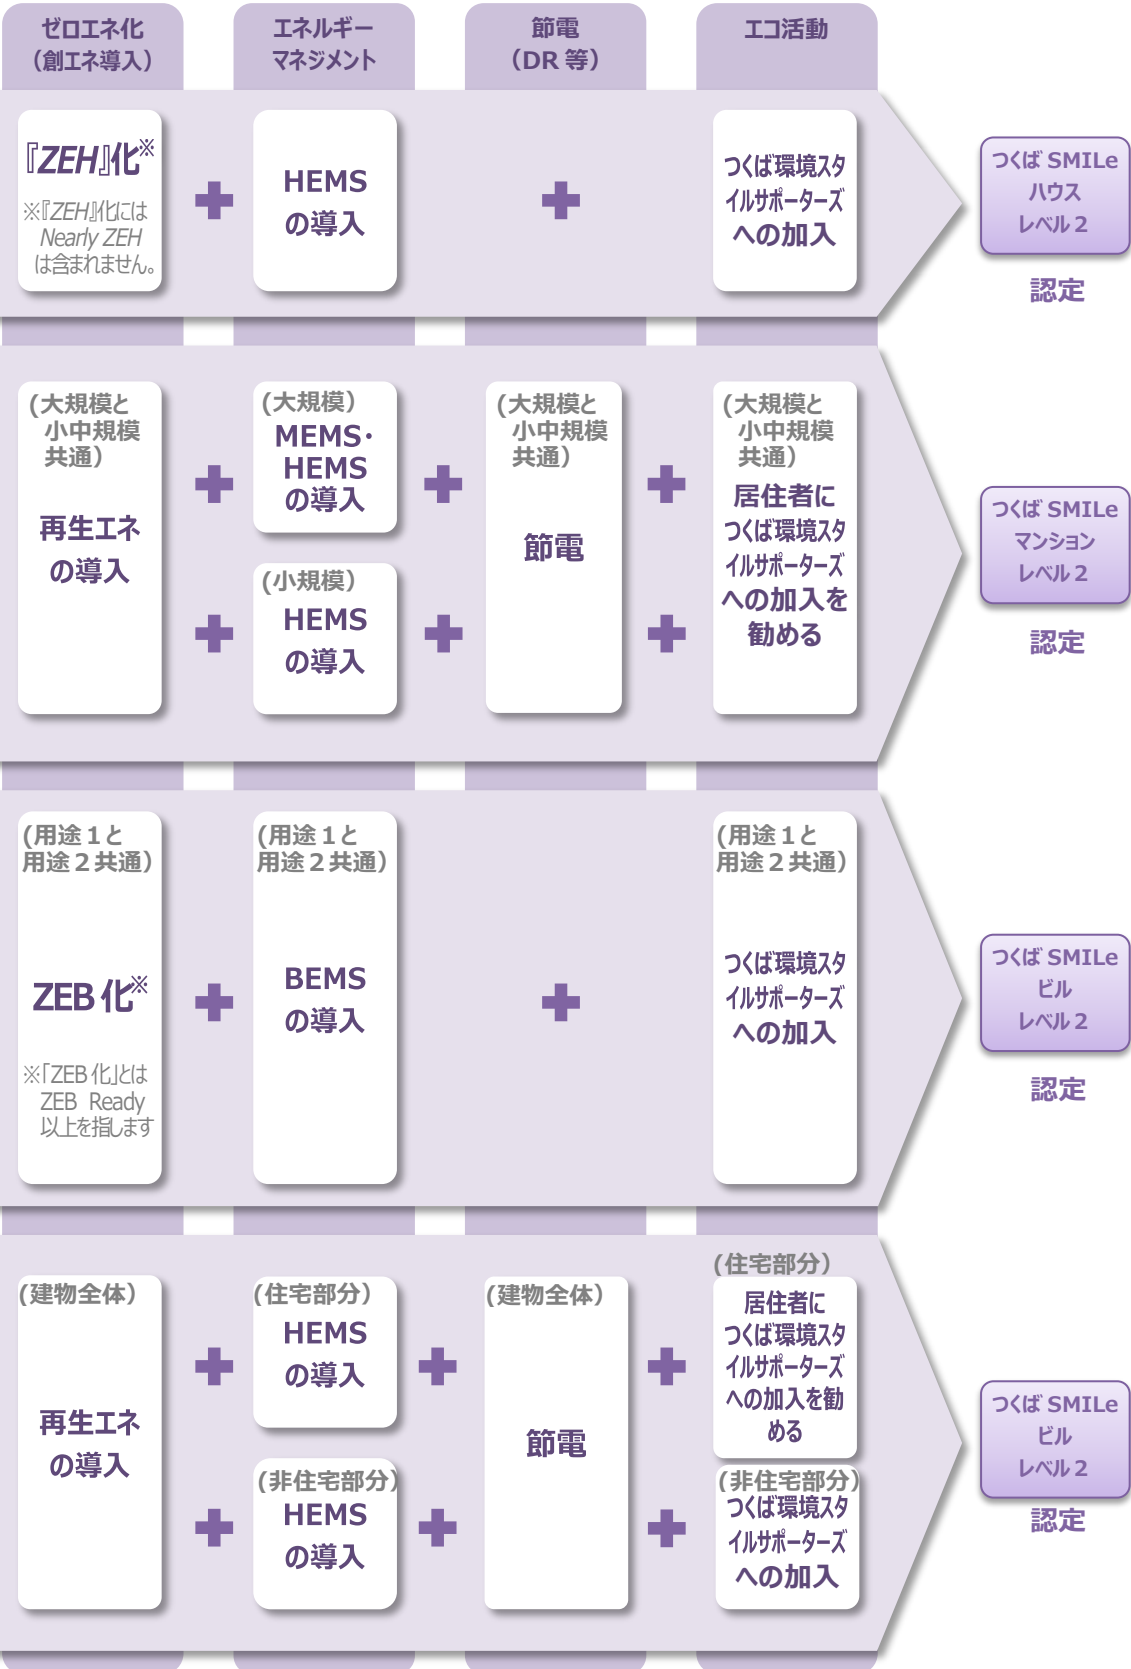 ゼロエネ化
（創エネ導入）
エネルギー
マネジメント
節電
（DR 等）
エコ活動
『ZEH』化※
※『ZEH』化には
Nearly ZEH
は含まれません。
HEMS
の導入
つくば環境スタ
イルサポーターズ
への加入
つくば SMILe
ハウス
レベル２
認定
(大規模と
小中規模
共通）
再生エネ
の導入
(大規模）
MEMS・
HEMS
の導入
(小規模）
HEMS
の導入
(大規模と
小中規模
共通）
節電
(大規模と
小中規模
共通）
居住者に
つくば環境スタ
イルサポーターズ
への加入を
勧める
つくば SMILe
マンション
レベル２
認定
(用途１と
用途２共通）
ZEB 化※
※「ZEB 化」とは
ZEB Ready
以上を指します
(用途１と
用途２共通）
BEMS
の導入
(用途１と
用途２共通）
つくば環境スタ
イルサポーターズ
への加入
つくば SMILe
ビル
レベル２
認定
(建物全体）
再生エネ
の導入
(住宅部分）
HEMS
の導入
(非住宅部分）
HEMS
の導入
(建物全体）
節電
(住宅部分）
居住者に
つくば環境スタ
イルサポーターズ
への加入を勧
める
(非住宅部分）
つくば環境スタ
イルサポーターズ
への加入
つくば SMILe
ビル
レベル２
認定